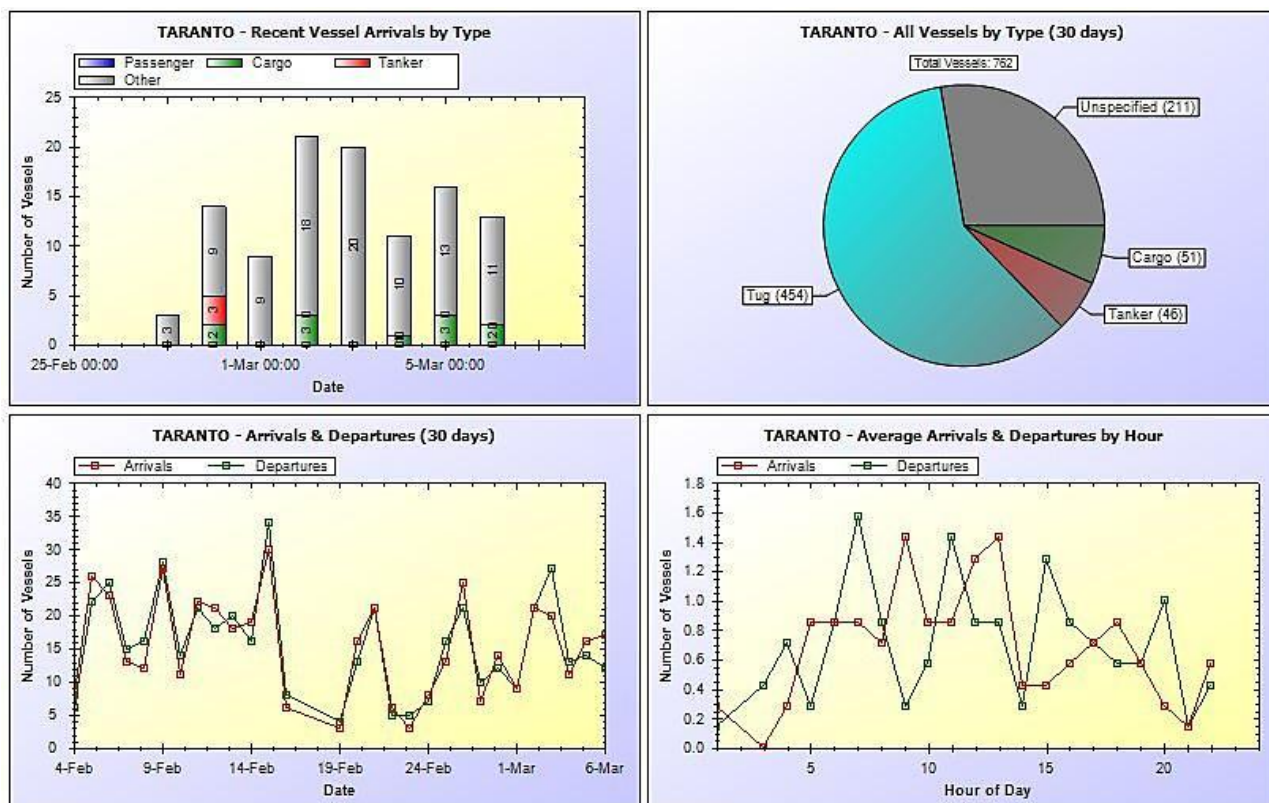 TARANTO - Recent Vessel Arrivals by Type
Passenger Cargo Tanker
Other
25
20
15
10
5
0
Number of Vessels
3
0 2 3 9
9
3 0 18
20
10
3 0 13
0 2 0 11
25-Feb 00:00 1-Mar 00:00 5-Mar 00:00
Date
TARANTO - All Vessels by Type (30 days)
Total Vessels: 762
Unspecified (211)
Cargo (51)
Tanker (46)
Tug (454)
TARANTO - Arrivals & Departures (30 days)
Arrivals Departures
40
35
30
25
20
15
10
5
0
Number of Vessels
4-Feb 9-Feb 14-Feb 19-Feb 24-Feb 1-Mar 6-Mar
Date
TARANTO - Average Arrivals & Departures by Hour
Arrivals Departures
1.8
1.6
1.4
1.2
1.0
0.8
0.6
0.4
0.2
0.0
Number of Vessels
5 10 15 20
Hour of Day